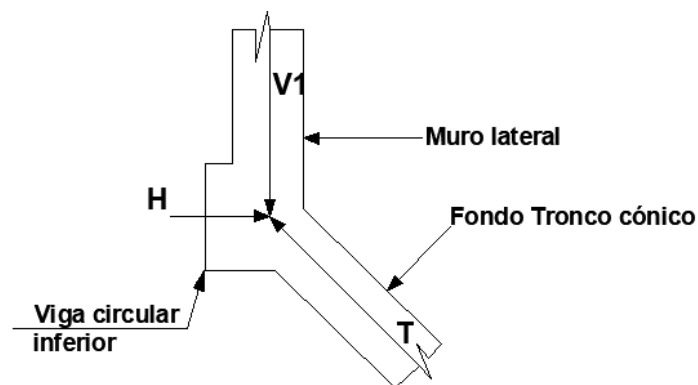 V1
Muro lateral
H
Fondo Tronco cónico
Viga circular
inferior
T